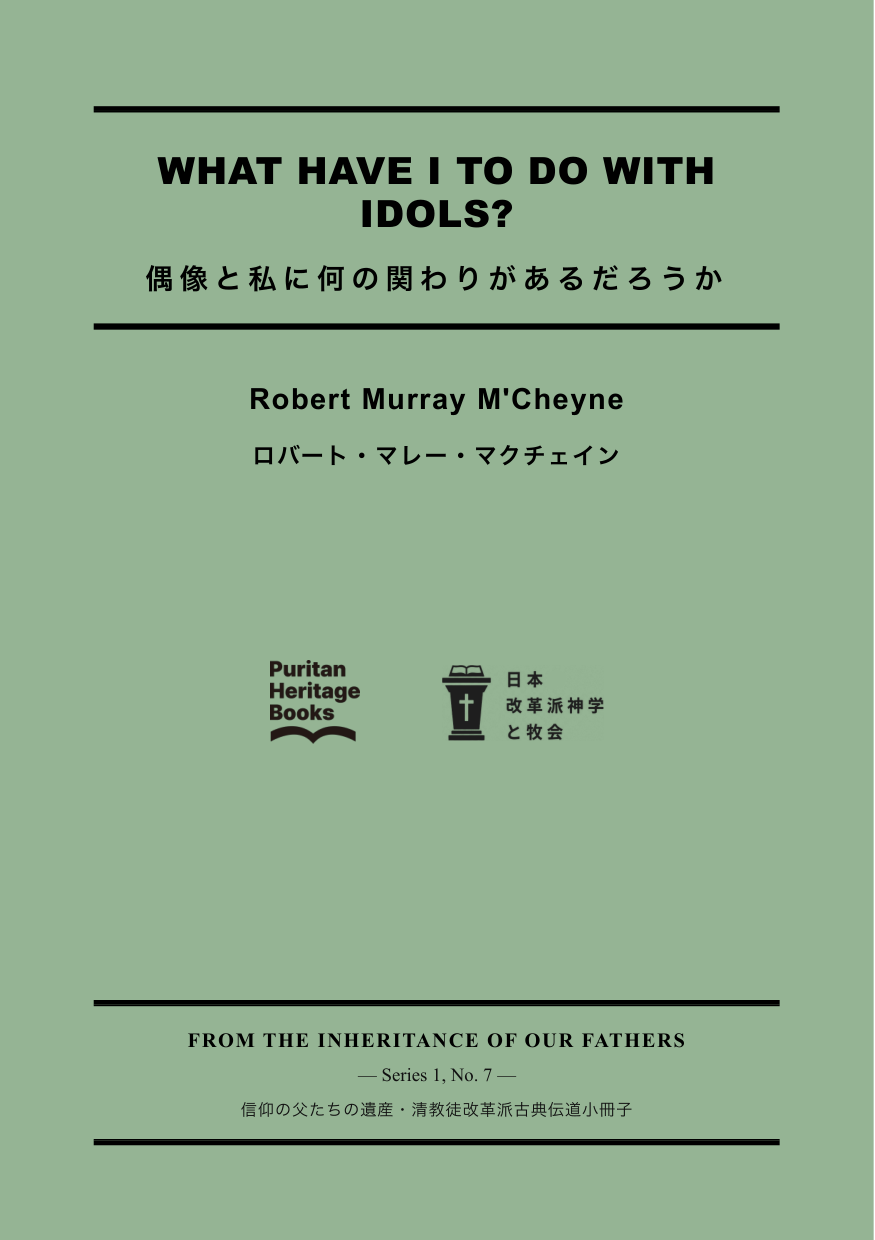 WHAT HAVE I TO DO WITH
IDOLS?
偶像と私に何の関わりがあるだろうか
Robert Murray M'Cheyne
ロバート・マレー・マクチェイン
Puritan
Heritage
Books
日本
改革派神学
と牧会
FROM THE INHERITANCE OF OUR FATHERS
— Series 1, No. 7 —
信仰の父たちの遺産・清教徒改革派古典伝道小冊子